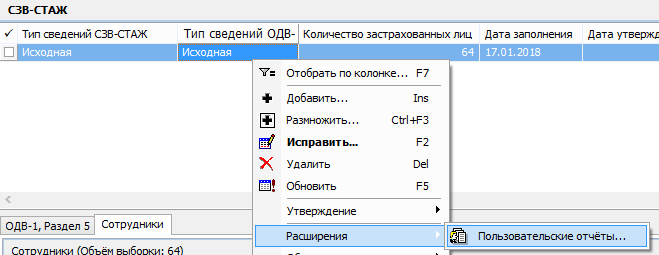 СЗВ-СТАЖ
✓ Тип сведений СЗВ-СТАЖ Тип сведений ОДВ- Количество застрахованных лиц Дата заполнения Дата утверж
Исходная Исходная 64 17.01.2018
Отобрать по колонке... F7
Добавить... Ins
Размножить... Ctrl+F3
Исправить... F2
Удалить Del
Обновить F5
Утверждение
Расширения Пользовательские отчёты...
ОДВ-1, Раздел 5 Сотрудники
Сотрудники (Объём выборки: 64)